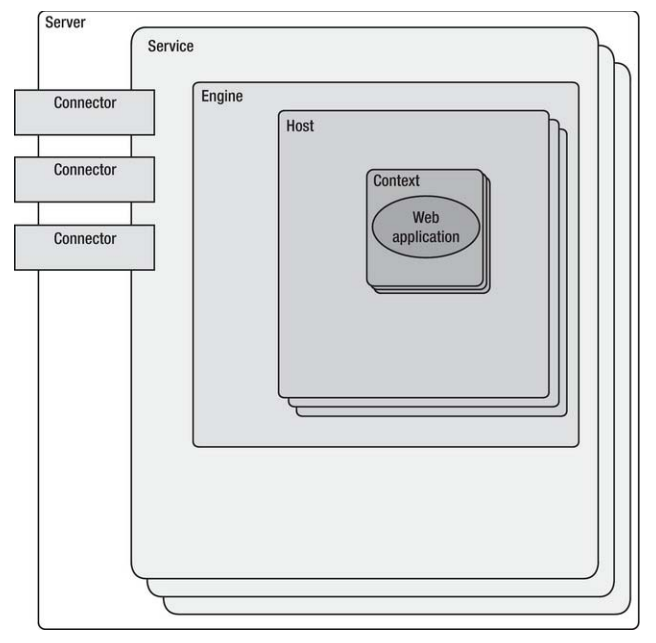 Server
Service
Connector
Engine
Host
Connector
Context
Web
application
Connector